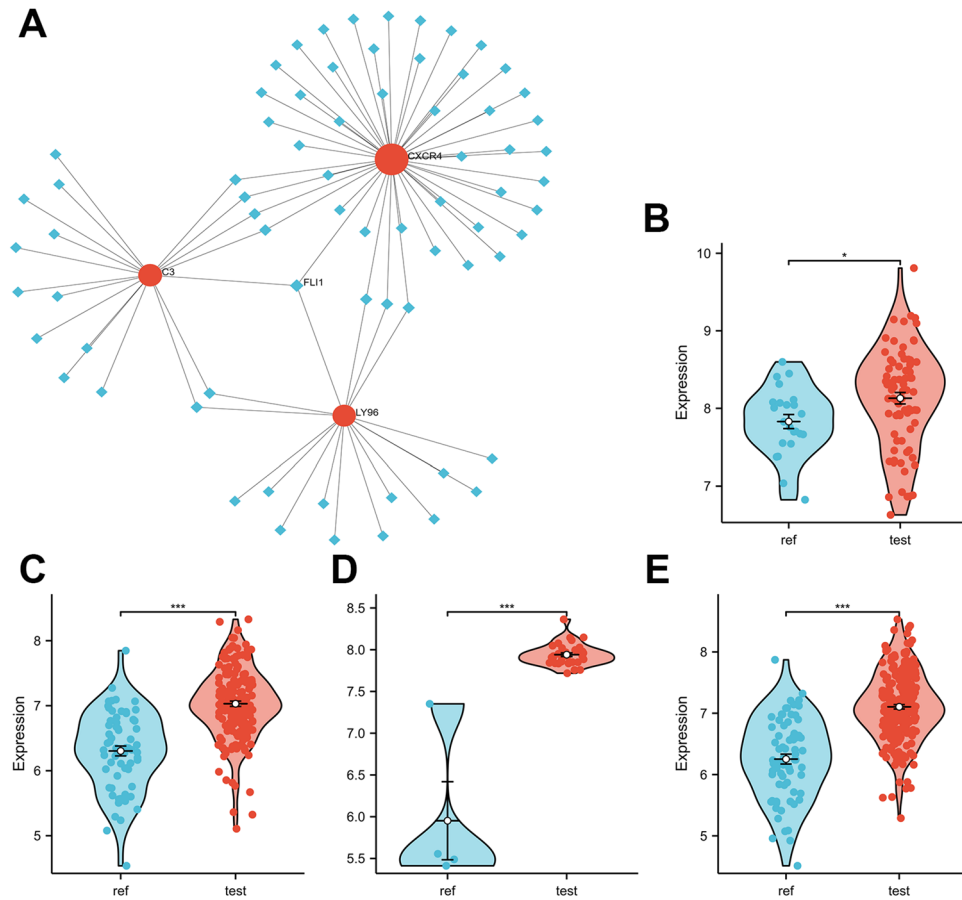 A
CXCR4
C3
FLI1
LY96
B
*
10
9
8
7
Expression
ref
test
C
***
8
7
6
5
Expression
ref
test
D
***
8.5
8.0
7.5
7.0
6.5
6.0
5.5
ref
test
E
***
8
7
6
5
Expression
ref
test